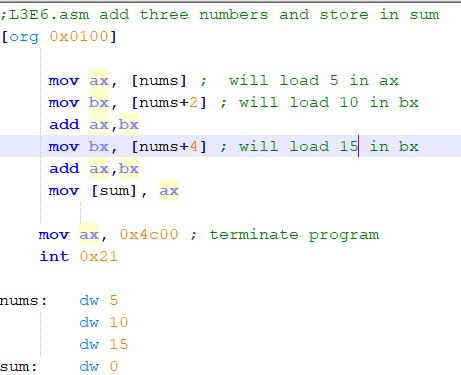 ;L3E6.asm add three numbers and store in sum
[org 0x0100]
mov ax, [nums] ;  will load 5 in ax
mov bx, [nums+2] ; will load 10 in bx
add ax,bx
mov bx, [nums+4] ; will load 15 in bx
add ax,bx
mov [sum], ax
mov ax, 0x4c00 ; terminate program
int 0x21
nums:   dw 5
dw 10
dw 15
sum:    dw 0